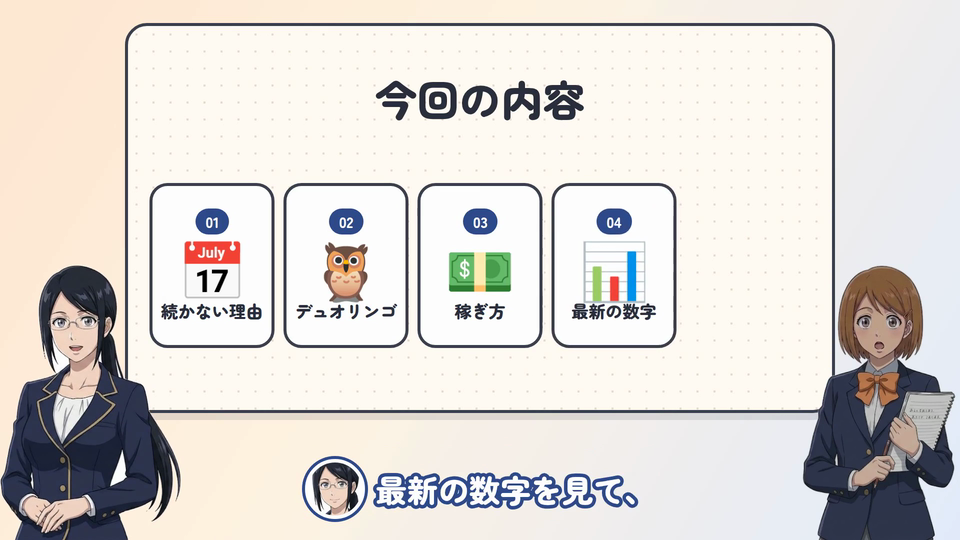 今回の内容
01
July
17
続かない理由
02
デュオリンゴ
03
$
稼ぎ方
04
最新の数字
最新の数字を見て、